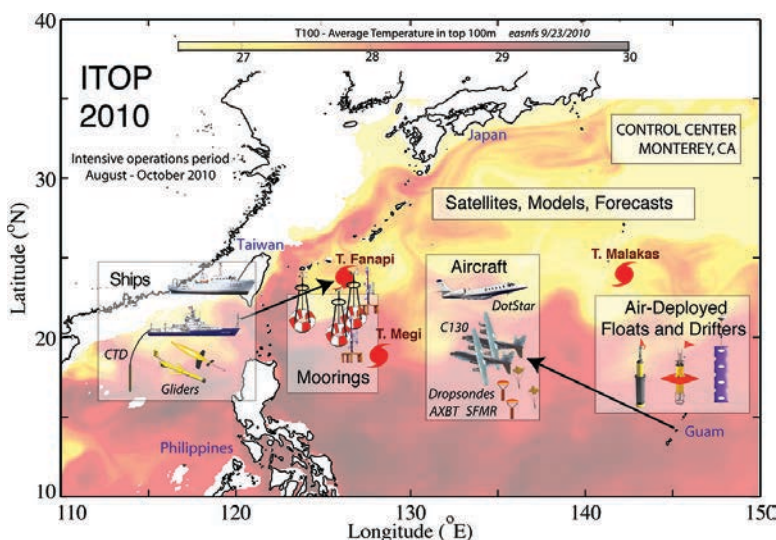 T100 - Average Temperature in top 100m easnfs 9/23/2010
27 28 29 30
ITOP
2010
Intensive operations period
August - October 2010
CONTROL CENTER
MONTEREY, CA
Japan
Satellites, Models, Forecasts
Taiwan
T. Fanapi
T. Malakas
Ships
CTD
Gliders
Moorings
T. Megi
Aircraft
DotStar
C130
Dropsondes
AXBT SFMR
Air-Deployed
Floats and Drifters
Guam
Philippines
40
30
20
10
Latitude (°N)
110 120 130 140 150
Longitude (°E)